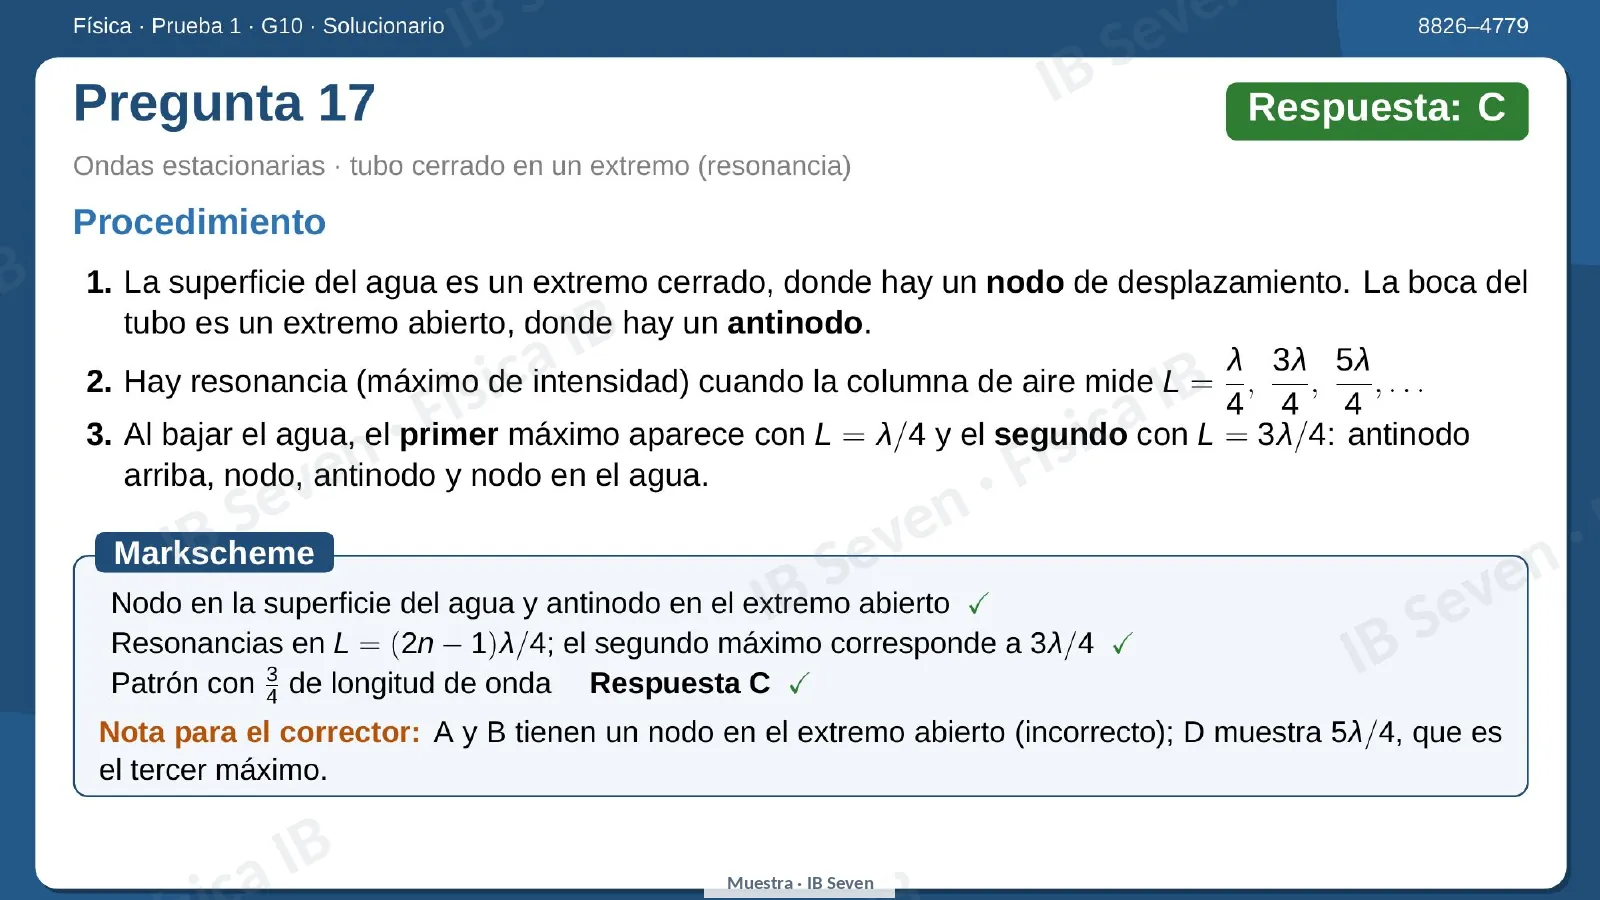 Física · Prueba 1 · G10 · Solucionario
8826–4779
Pregunta 17
Respuesta: C
Ondas estacionarias · tubo cerrado en un extremo (resonancia)
Procedimiento
1. La superficie del agua es un extremo cerrado, donde hay un nodo de desplazamiento. La boca del
tubo es un extremo abierto, donde hay un antinodo.
2. Hay resonancia (máximo de intensidad) cuando la columna de aire mide L = λ/4, 3λ/4, 5λ/4, ...
3. Al bajar el agua, el primer máximo aparece con L = λ/4 y el segundo con L = 3λ/4: antinodo
arriba, nodo, antinodo y nodo en el agua.
Markscheme
Nodo en la superficie del agua y antinodo en el extremo abierto ✓
Resonancias en L = (2n − 1)λ/4; el segundo máximo corresponde a 3λ/4 ✓
Patrón con 3/4 de longitud de onda Respuesta C ✓
Nota para el corrector: A y B tienen un nodo en el extremo abierto (incorrecto); D muestra 5λ/4, que es
el tercer máximo.
Muestra · IB Seven
IB Seven · Física IB